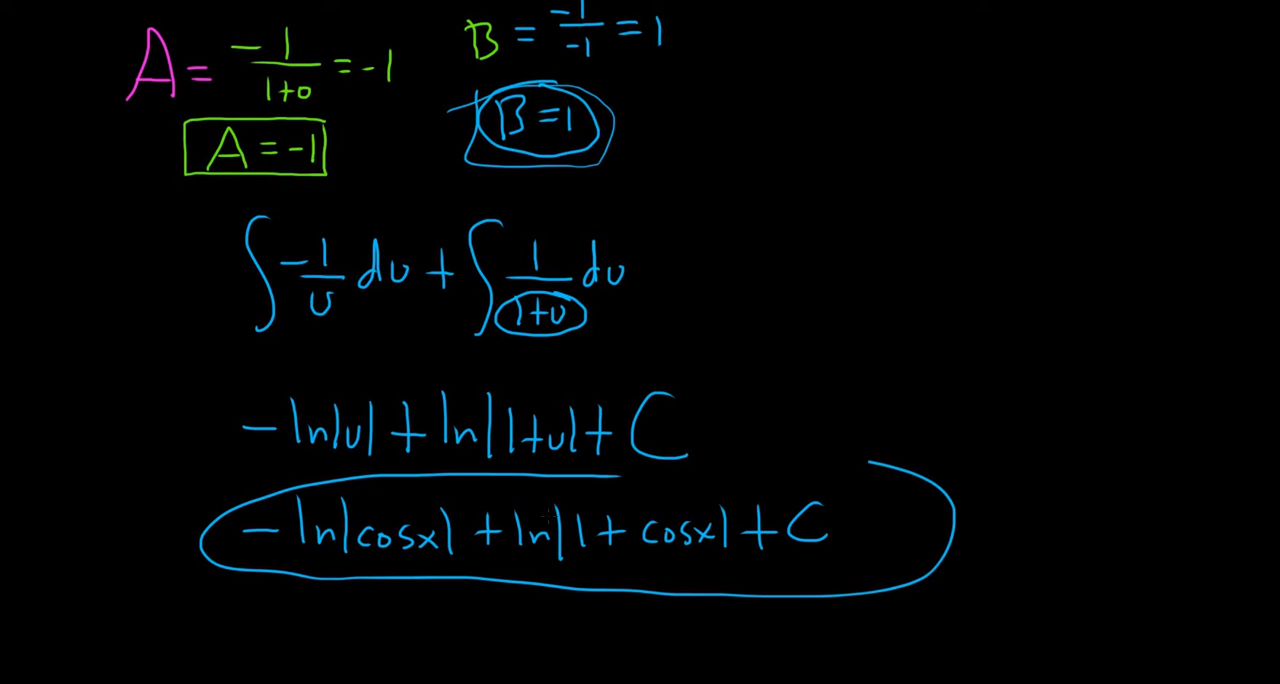 A = -1/(1+0) = -1
B = -1/-1 = 1
A = -1
B = 1
∫ -1/u du + ∫ 1/(1+u) du
- ln|u| + ln|1+u| + C
- ln|cosx| + ln|1 + cosx| + C